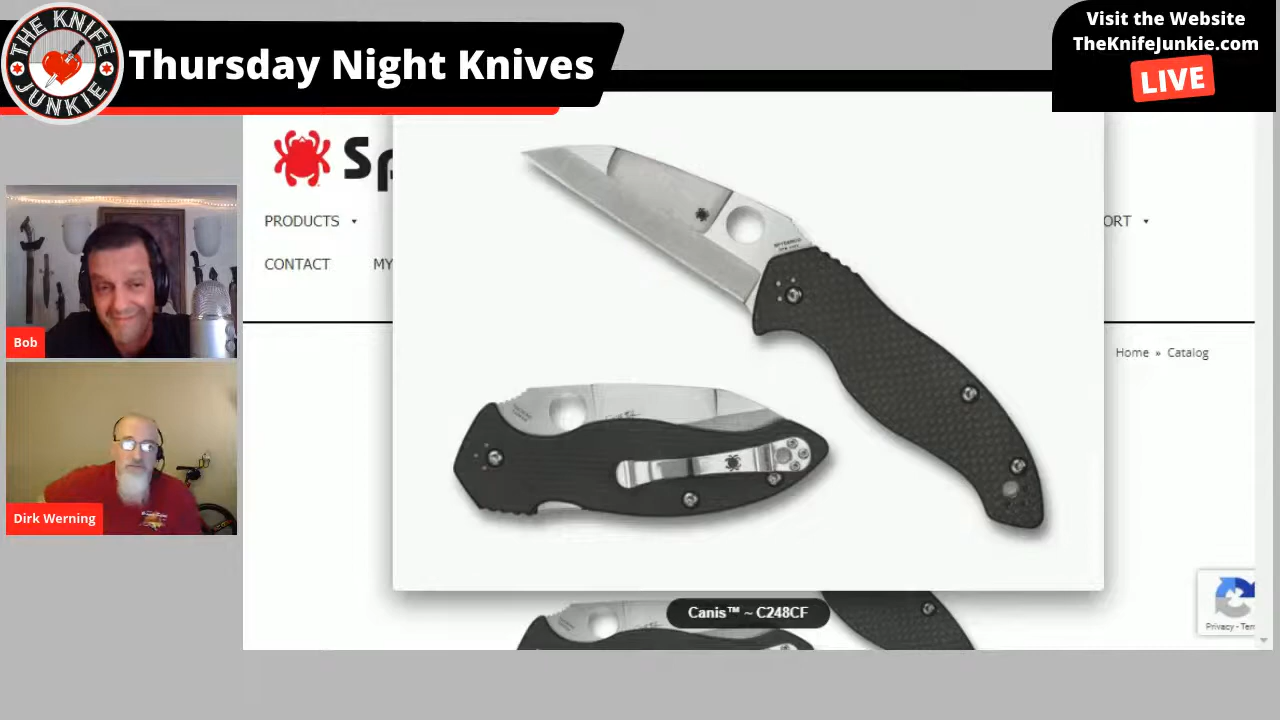 THE KNIFE
JUNKIE
Thursday Night Knives
Visit the Website
TheKnifeJunkie.com
LIVE
Sp
PRODUCTS
ORT
CONTACT
MY
Home » Catalog
Bob
Dirk Werning
Canis™ ~ C248CF
Privacy - Ter